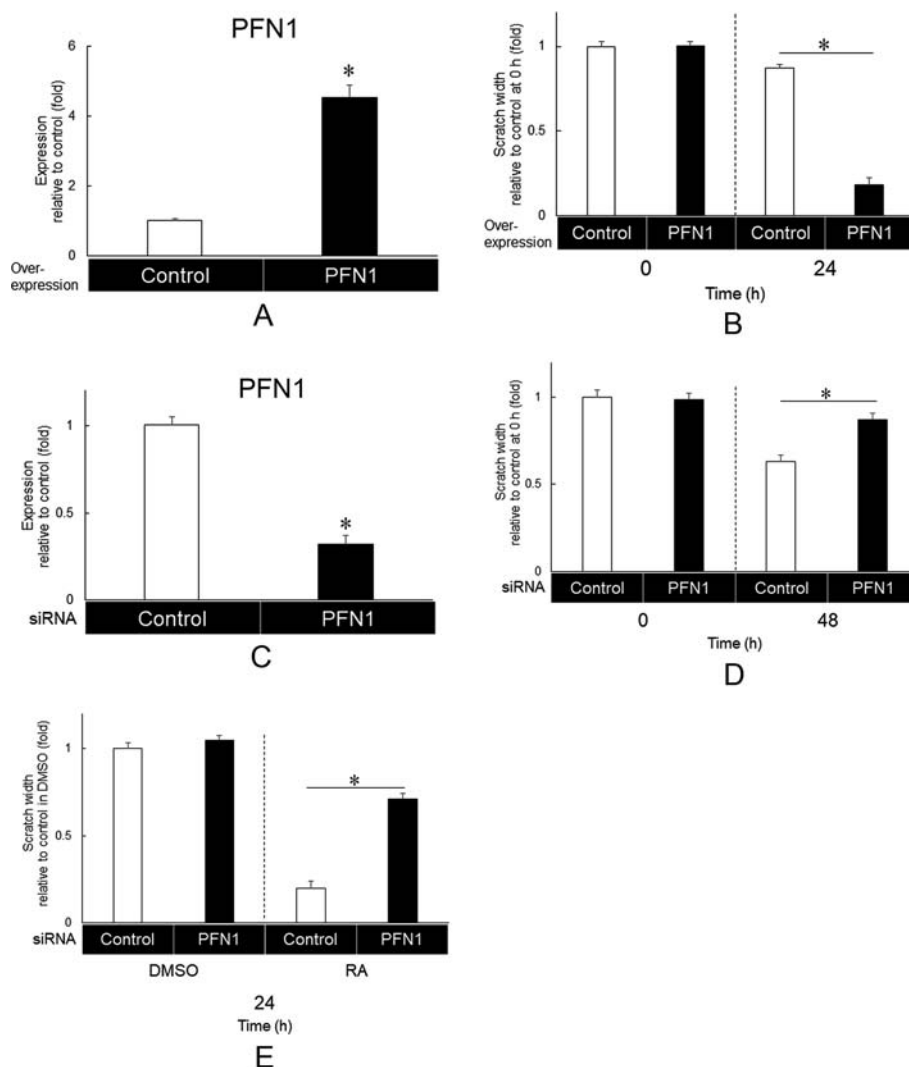 PFN1
Expression
relative to control (fold)
6
4
2
0
*
Over-
expression
Control PFN1
A
Scratch width
relative to control at 0 h (fold)
1
0.5
0
*
Over-
expression
Control PFN1 Control PFN1
0 24
Time (h)
B
PFN1
Expression
relative to control (fold)
1
0.5
0
*
siRNA
Control PFN1
C
Scratch width
relative to control at 0 h (fold)
1
0.5
0
*
siRNA
Control PFN1 Control PFN1
0 48
Time (h)
D
Scratch width
relative to control in DMSO (fold)
1
0.5
0
*
siRNA
Control PFN1 Control PFN1
DMSO RA
24
Time (h)
E